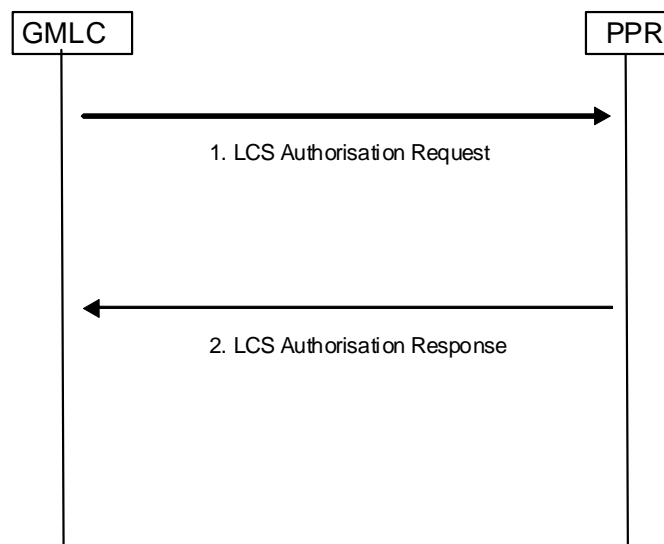 GMLC
PPR
1. LCS Authorisation Request
2. LCS Authorisation Response